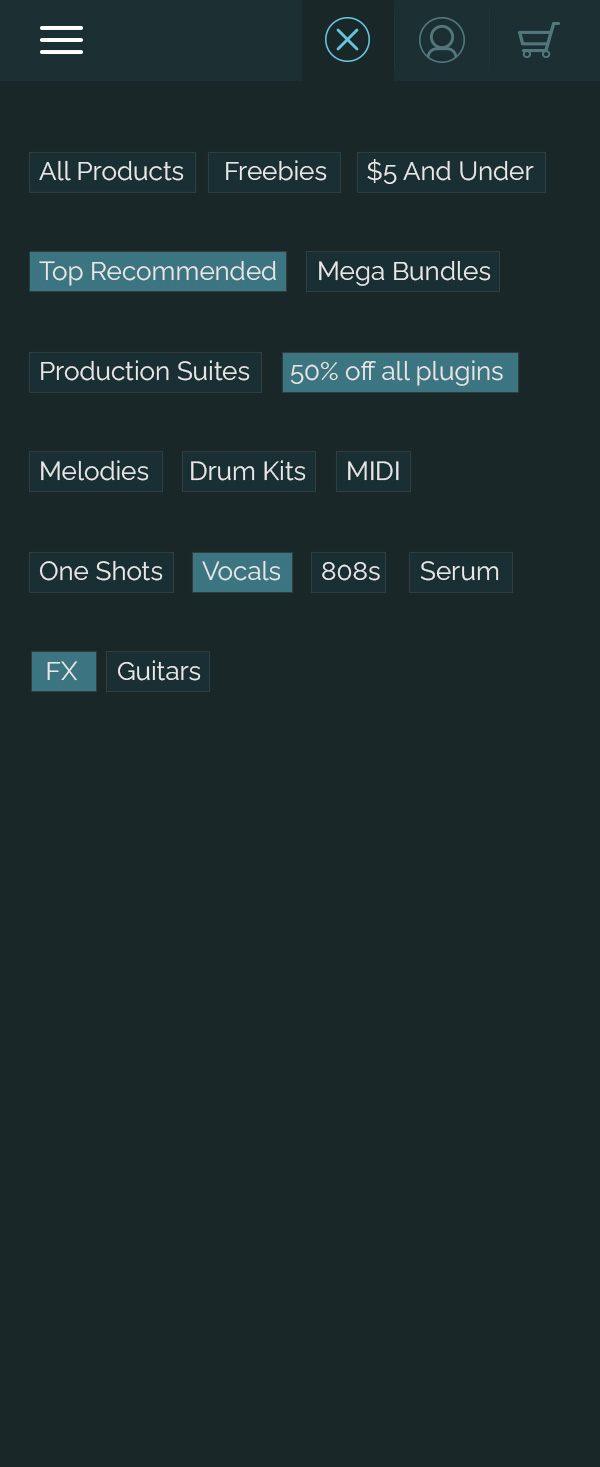 All Products Freebies $5 And Under
Top Recommended Mega Bundles
Production Suites 50% off all plugins
Melodies Drum Kits MIDI
One Shots Vocals 808s Serum
FX Guitars